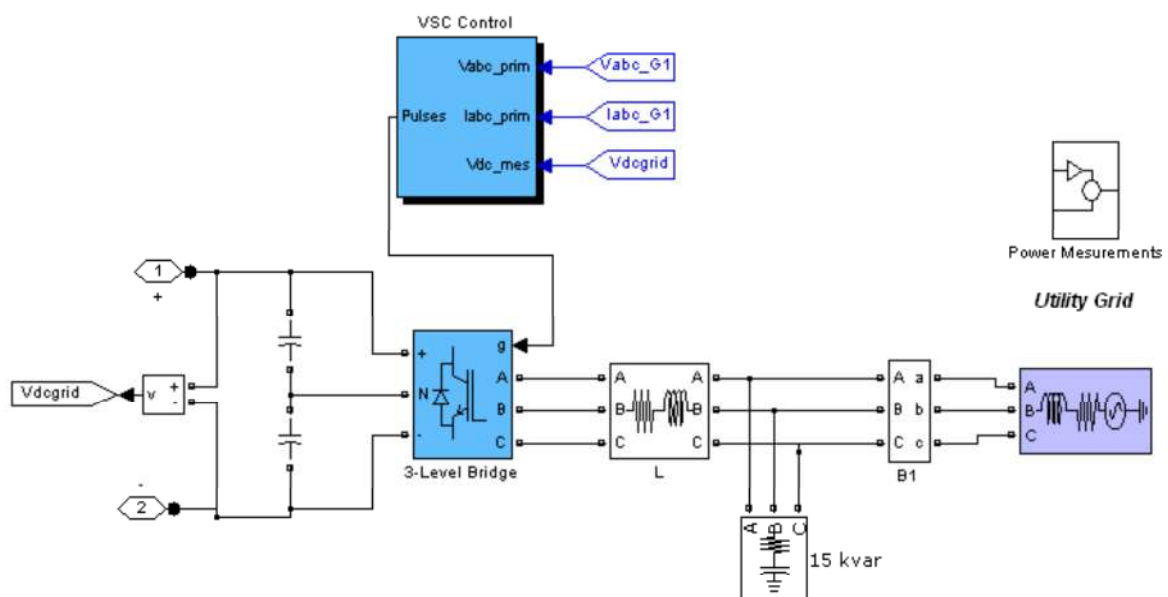 VSC Control
Vabc_prim
Vabc_G1
Pulses
Iabc_prim
Iabc_G1
Vdc_mes
Vdcgrid
Power Mesurements
Utility Grid
1
+
Vdcgrid
v
+
-
-
2
+
g
N
A
B
-
C
3-Level Bridge
A
A
B
B
C
C
L
A
a
B
b
C
c
B1
A
B
C
A
B
C
15 kvar